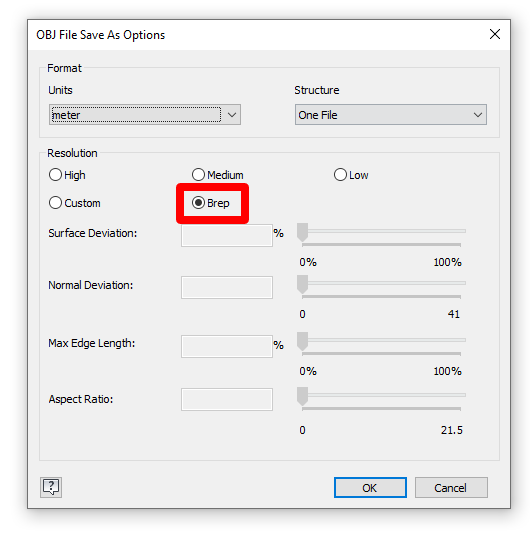 OBJ File Save As Options
Format
Units Structure
meter One File
Resolution
High Medium Low
Custom Brep
Surface Deviation: %
0% 100%
Normal Deviation:
0 41
Max Edge Length: %
0% 100%
Aspect Ratio:
0 21.5
? OK Cancel